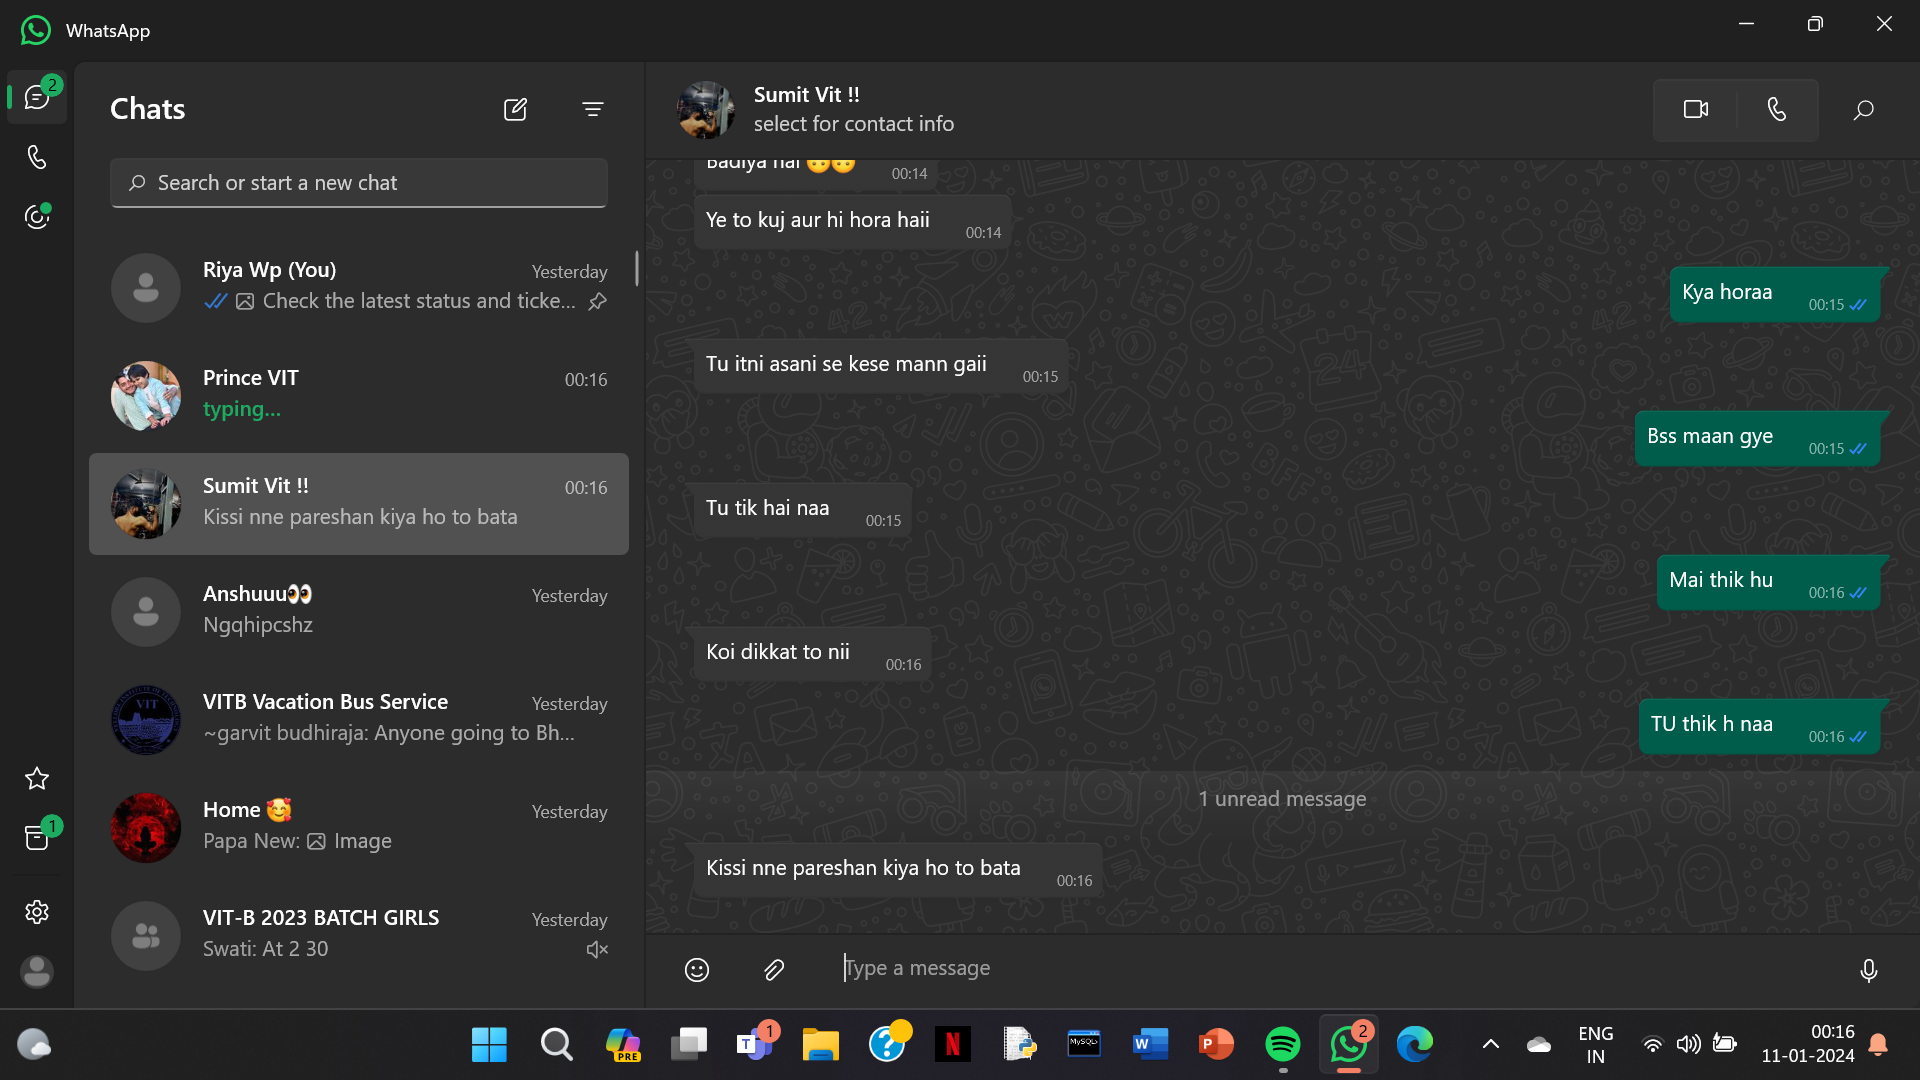 WhatsApp
2
Chats
Search or start a new chat
Riya Wp (You)
Yesterday
Check the latest status and ticke...
Prince VIT
00:16
typing...
Sumit Vit !!
00:16
Kissi nne pareshan kiya ho to bata
Anshuuu👀
Yesterday
Ngqhipcshz
VITB Vacation Bus Service
Yesterday
~garvit budhiraja: Anyone going to Bh...
Home 🥰
Yesterday
Papa New: Image
VIT-B 2023 BATCH GIRLS
Yesterday
Swati: At 2 30
1
Sumit Vit !!
select for contact info
Badiya hai
00:14
Ye to kuj aur hi hora haii
00:14
Kya horaa
00:15
Tu itni asani se kese mann gaii
00:15
Bss maan gye
00:15
Tu tik hai naa
00:15
Mai thik hu
00:16
Koi dikkat to nii
00:16
TU thik h naa
00:16
1 unread message
Kissi nne pareshan kiya ho to bata
00:16
Type a message
PRE
T
1
?
N
MySQL>
W
P
2
ENG
IN
00:16
11-01-2024